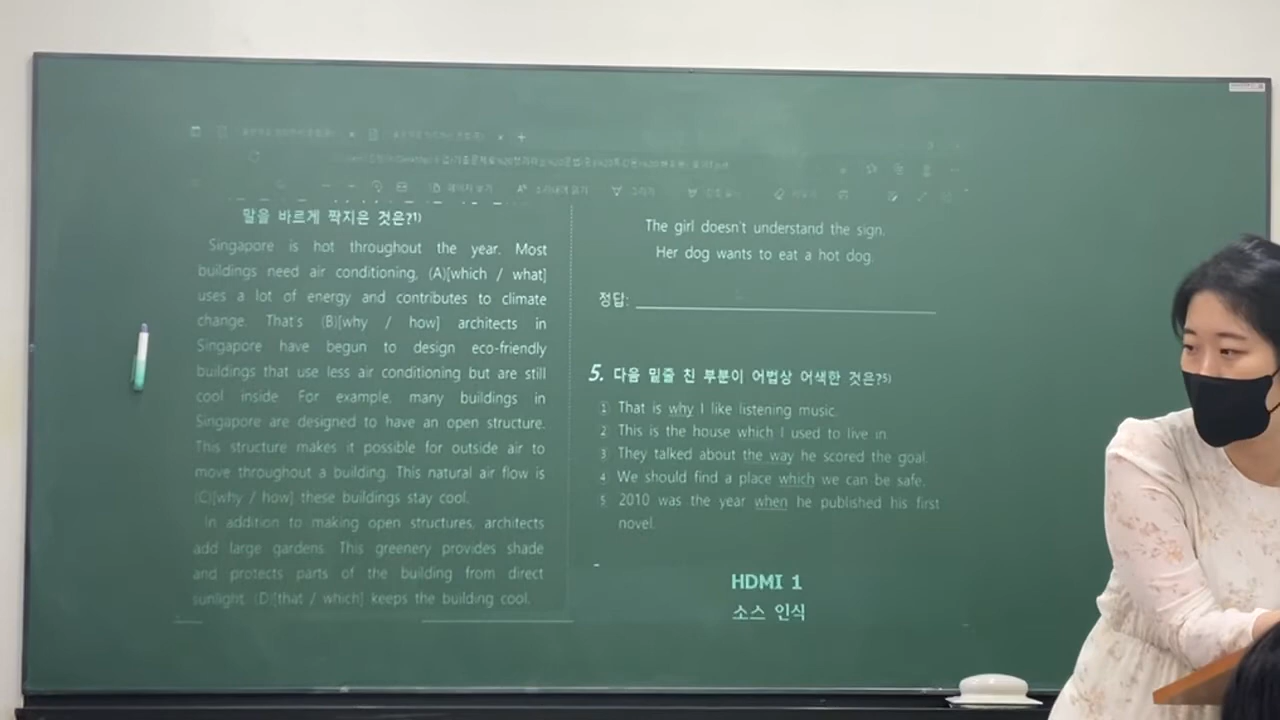 말을 바르게 짝지은 것은?1)
Singapore is hot throughout the year. Most
buildings need air conditioning, (A)[which / what]
uses a lot of energy and contributes to climate
change. That's (B)[why / how] architects in
Singapore have begun to design eco-friendly
buildings that use less air conditioning but are still
cool inside. For example, many buildings in
Singapore are designed to have an open structure.
This structure makes it possible for outside air to
move throughout a building. This natural air flow is
(C)[why / how] these buildings stay cool.
In addition to making open structures, architects
add large gardens. This greenery provides shade
and protects parts of the building from direct
sunlight, (D)[that / which] keeps the building cool.
The girl doesn't understand the sign.
Her dog wants to eat a hot dog.
정답:
5. 다음 밑줄 친 부분이 어법상 어색한 것은?5)
① That is why I like listening music.
② This is the house which I used to live in.
③ They talked about the way he scored the goal.
④ We should find a place which we can be safe.
⑤ 2010 was the year when he published his first
novel.
HDMI 1
소스 인식